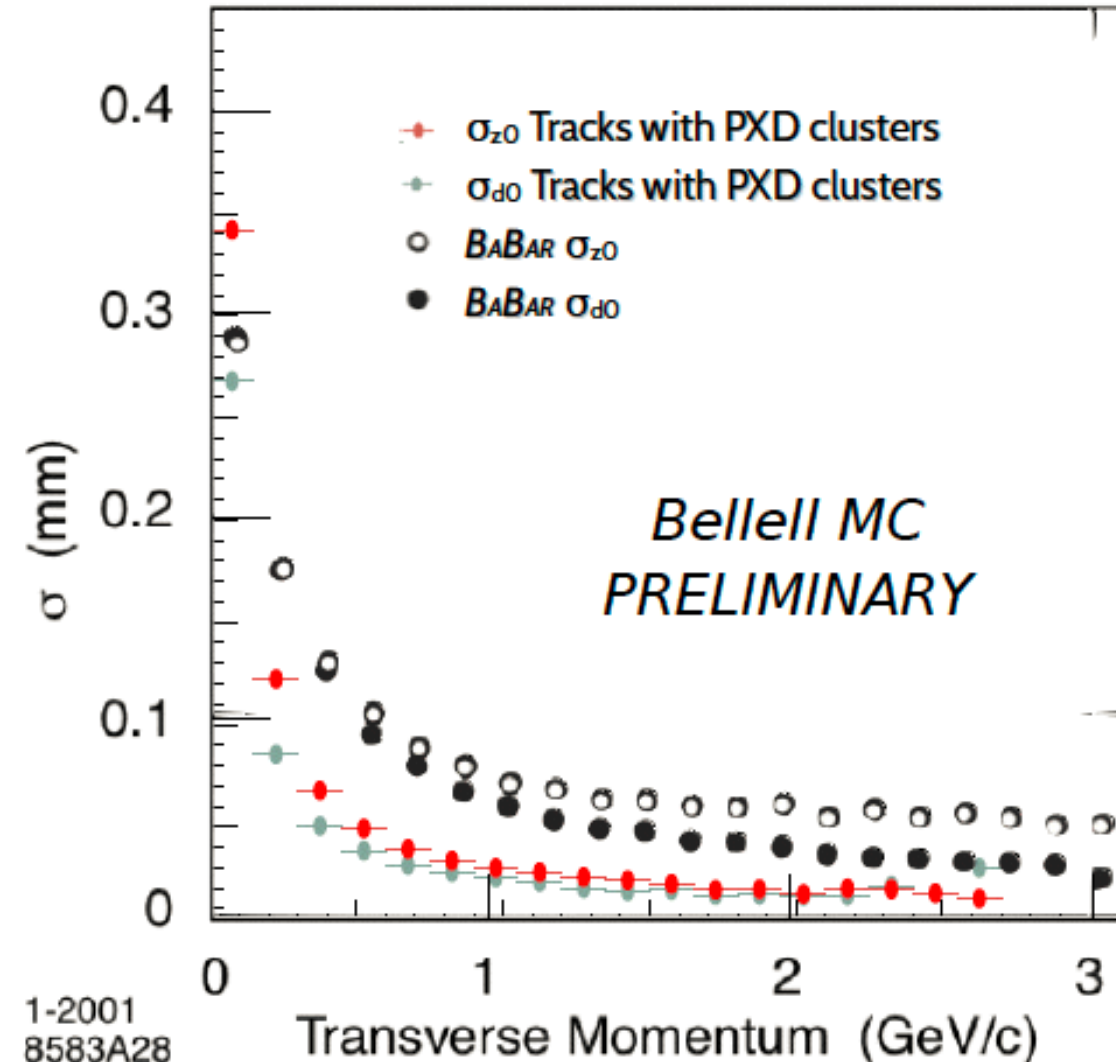 0.4
0.3
0.2
0.1
0
σ (mm)
σz0 Tracks with PXD clusters
σd0 Tracks with PXD clusters
BABAR σz0
BABAR σd0
BelleII MC
PRELIMINARY
0 1 2 3
Transverse Momentum (GeV/c)
1-2001
8583A28